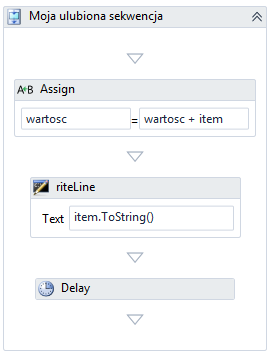 Moja ulubiona sekwencja
A B Assign
wartosc = wartosc + item
riteLine
Text item.ToString()
Delay